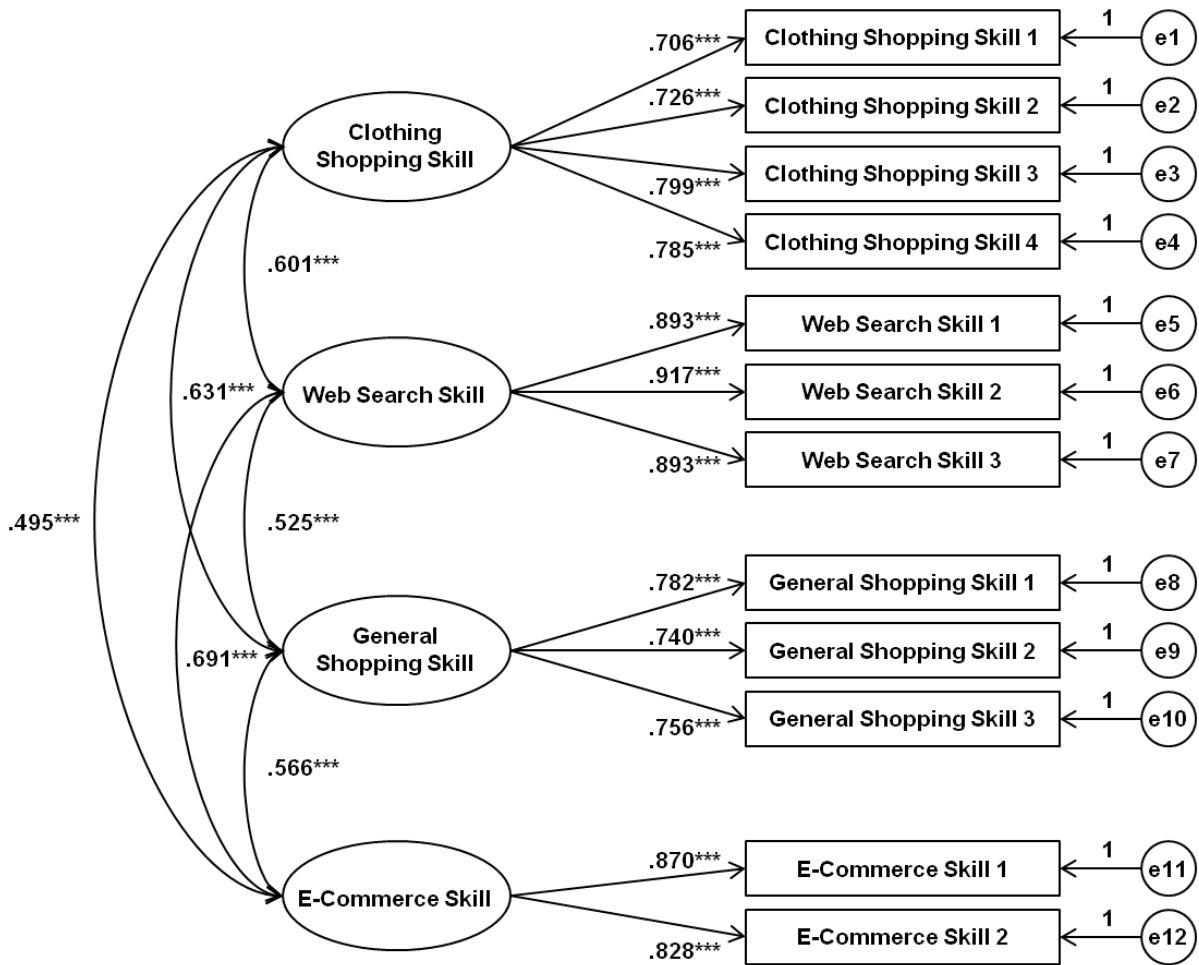 1
.706***
Clothing Shopping Skill 1
e1
1
.726***
Clothing Shopping Skill 2
e2
Clothing
Shopping Skill
1
.799***
Clothing Shopping Skill 3
e3
1
.785***
Clothing Shopping Skill 4
e4
.601***
1
.893***
Web Search Skill 1
e5
1
.917***
Web Search Skill 2
e6
Web Search Skill
.631***
1
.893***
Web Search Skill 3
e7
.495***
.525***
1
.782***
General Shopping Skill 1
e8
1
.740***
General Shopping Skill 2
e9
General
Shopping Skill
.691***
1
.756***
General Shopping Skill 3
e10
.566***
1
.870***
E-Commerce Skill 1
e11
E-Commerce Skill
1
.828***
E-Commerce Skill 2
e12